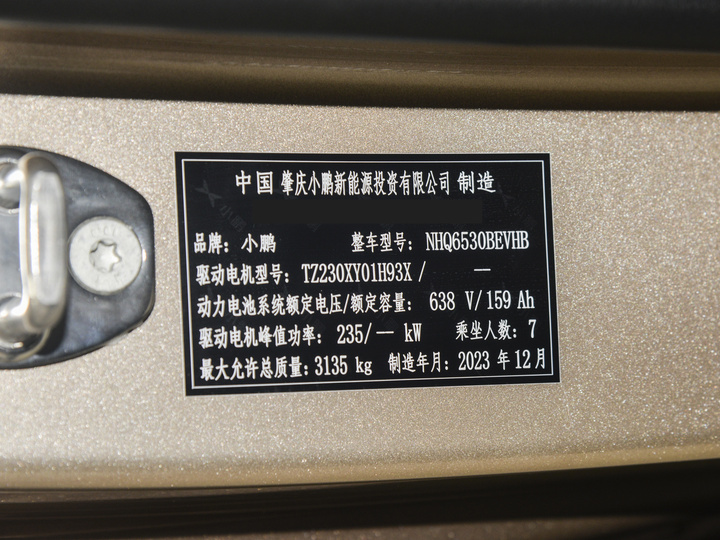 中国 肇庆小鹏新能源投资有限公司 制造
品牌：小鹏 整车型号：NHQ6530BEVHB
驱动电机型号：TZ230XY01H93X / —
动力电池系统额定电压/额定容量： 638 V/159 Ah
驱动电机峰值功率： 235/— kW 乘坐人数：7
最大允许总质量：3135 kg 制造年月：2023 年 12 月